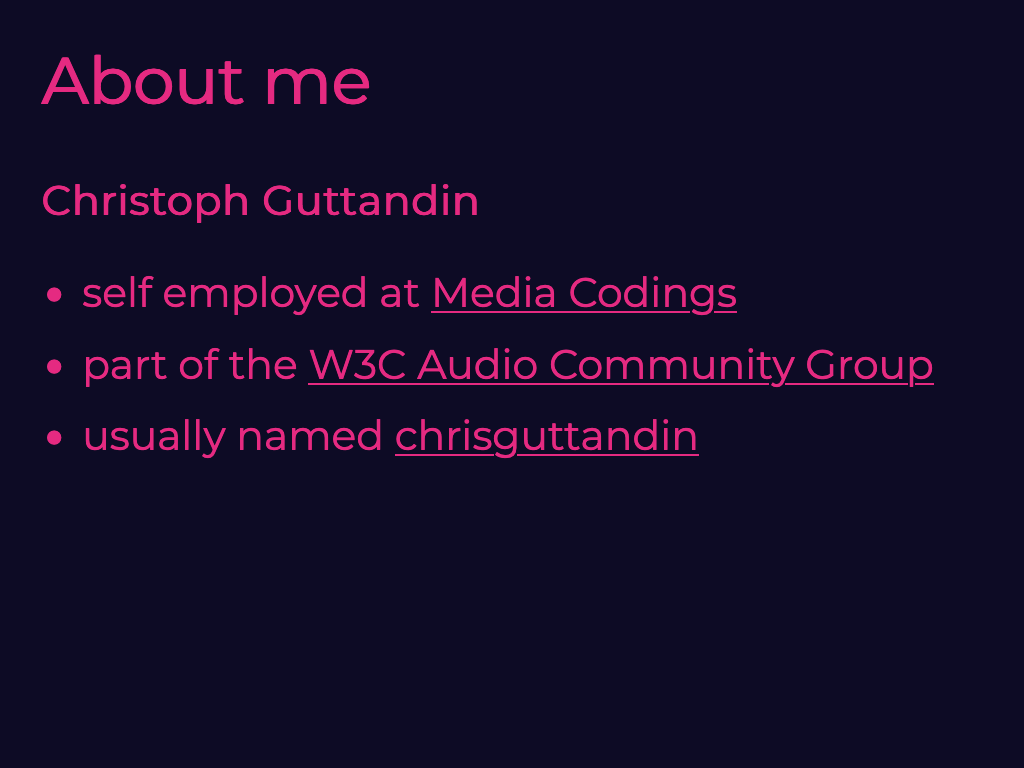 About me
Christoph Guttandin
• self employed at Media Codings
• part of the W3C Audio Community Group
• usually named chrisguttandin